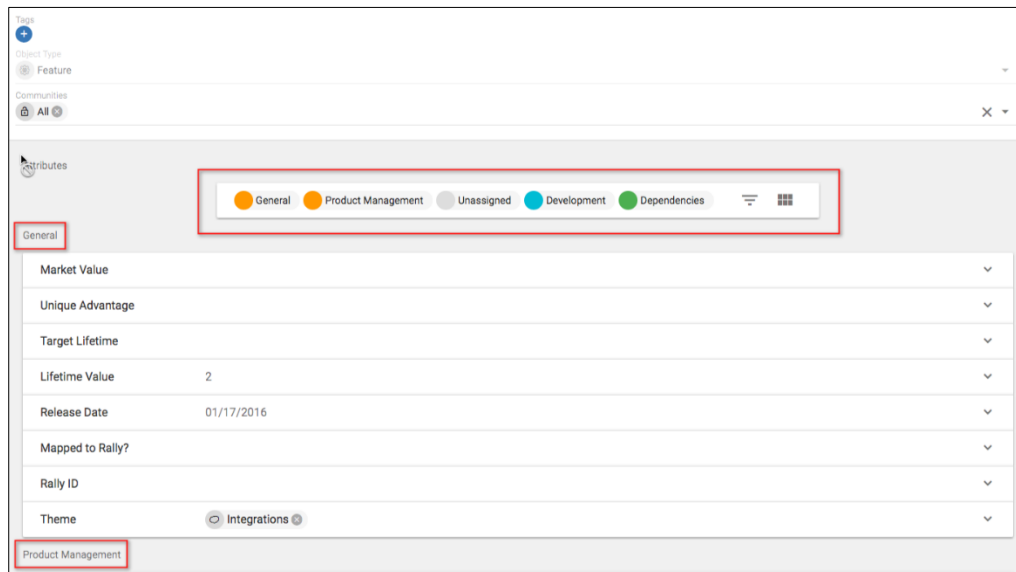 Tags
Object Type
Feature
Communities
All
ttributes
General Product Management Unassigned Development Dependencies
General
Market Value
Unique Advantage
Target Lifetime
Lifetime Value 2
Release Date 01/17/2016
Mapped to Rally?
Rally ID
Theme Integrations
Product Management